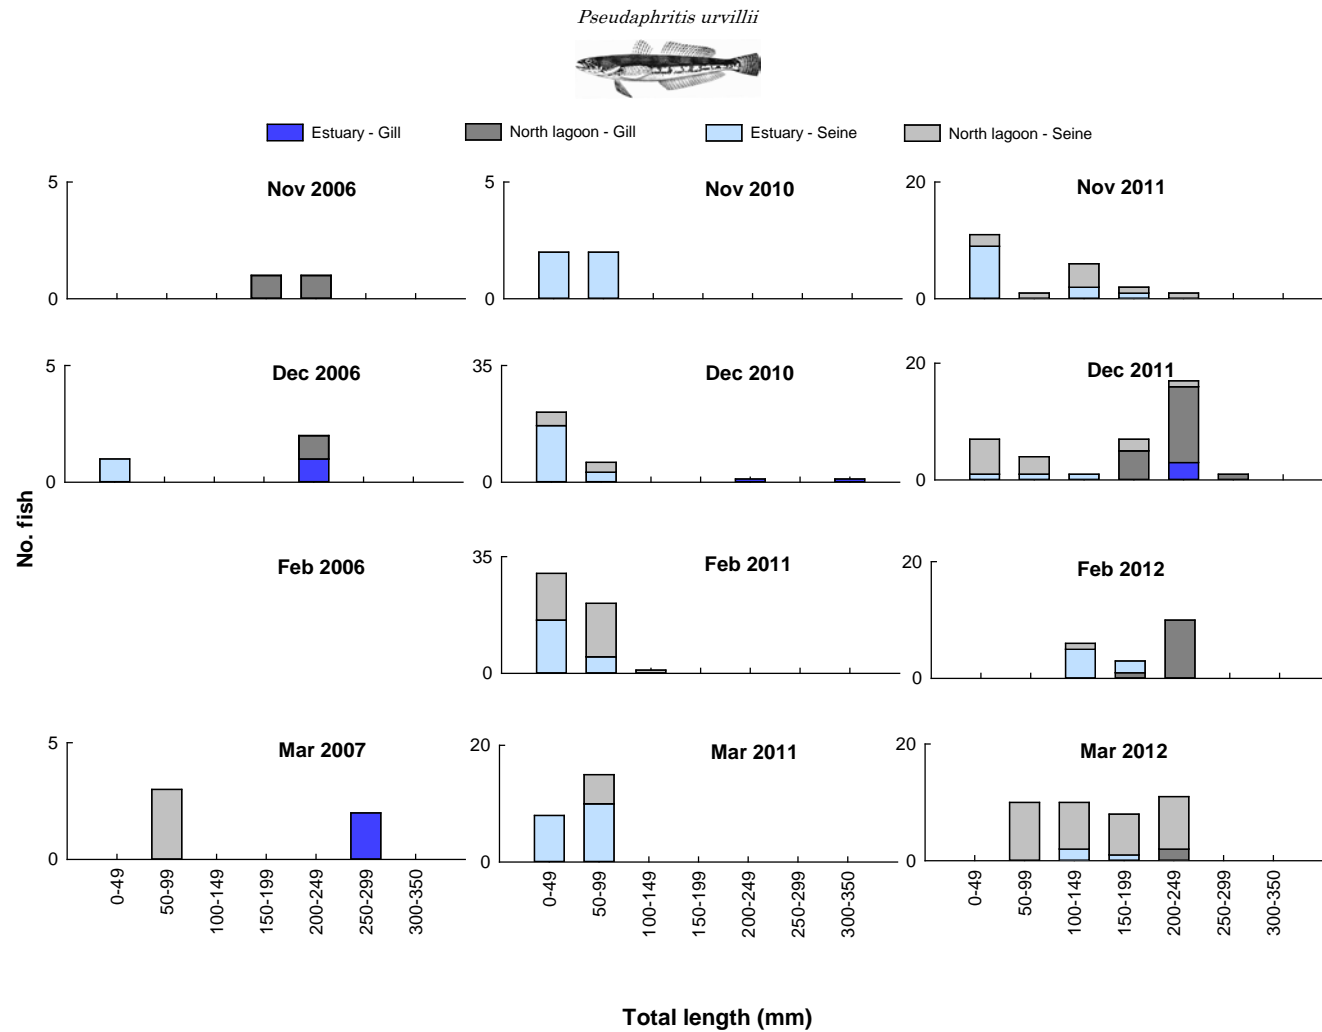 Pseudaphritis urvillii
Estuary - Gill
North lagoon - Gill
Estuary - Seine
North lagoon - Seine
5
Nov 2006
0
5
Nov 2010
0
20
Nov 2011
0
5
Dec 2006
0
35
Dec 2010
0
20
Dec 2011
0
No. fish
Feb 2006
35
Feb 2011
0
20
Feb 2012
0
5
Mar 2007
0
20
Mar 2011
0
20
Mar 2012
0
0-49
50-99
100-149
150-199
200-249
250-299
300-350
0-49
50-99
100-149
150-199
200-249
250-299
300-350
0-49
50-99
100-149
150-199
200-249
250-299
300-350
Total length (mm)